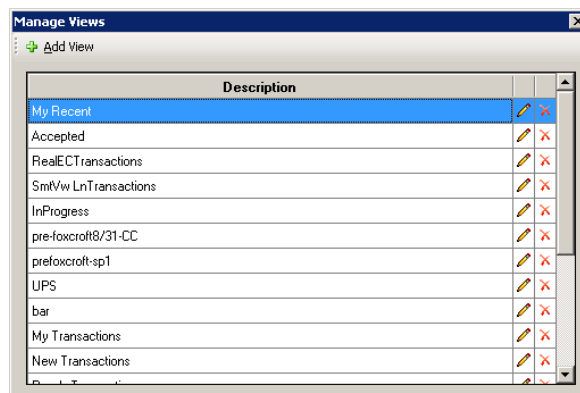 Manage Views
Add View
Description
My Recent
Accepted
RealECTransactions
SmtVw LnTransactions
InProgress
pre-foxcroft8/31-CC
prefoxcroft-sp1
UPS
bar
My Transactions
New Transactions